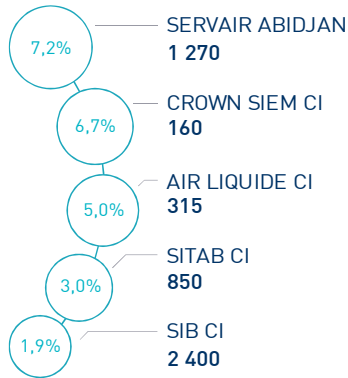 7,2%
SERVAIR ABIDJAN
1 270
6,7%
CROWN SIEM CI
160
5,0%
AIR LIQUIDE CI
315
3,0%
SITAB CI
850
1,9%
SIB CI
2 400